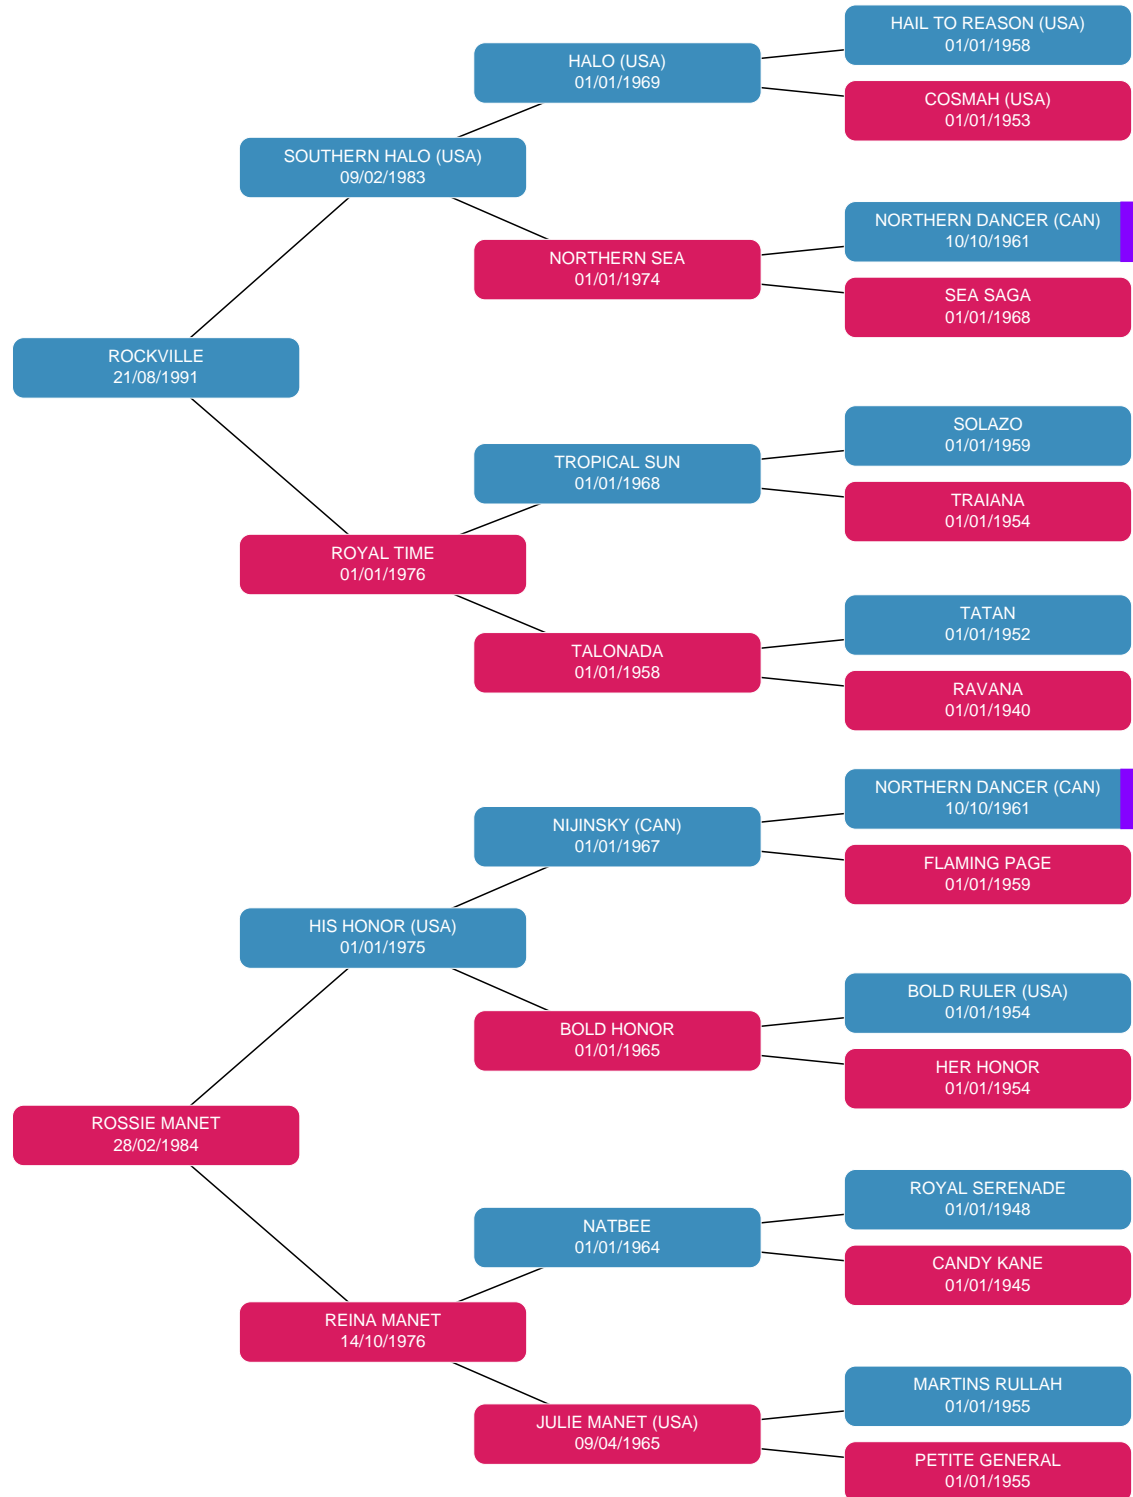 HAIL TO REASON (USA)
01/01/1958
HALO (USA)
01/01/1969
COSMAH (USA)
01/01/1953
SOUTHERN HALO (USA)
09/02/1983
NORTHERN DANCER (CAN)
10/10/1961
NORTHERN SEA
01/01/1974
SEA SAGA
01/01/1968
ROCKVILLE
21/08/1991
SOLAZO
01/01/1959
TROPICAL SUN
01/01/1968
TRAIANA
01/01/1954
ROYAL TIME
01/01/1976
TATAN
01/01/1952
TALONADA
01/01/1958
RAVANA
01/01/1940
NORTHERN DANCER (CAN)
10/10/1961
NIJINSKY (CAN)
01/01/1967
FLAMING PAGE
01/01/1959
HIS HONOR (USA)
01/01/1975
BOLD RULER (USA)
01/01/1954
BOLD HONOR
01/01/1965
HER HONOR
01/01/1954
ROSSIE MANET
28/02/1984
ROYAL SERENADE
01/01/1948
NATBEE
01/01/1964
CANDY KANE
01/01/1945
REINA MANET
14/10/1976
MARTINS RULLAH
01/01/1955
JULIE MANET (USA)
09/04/1965
PETITE GENERAL
01/01/1955